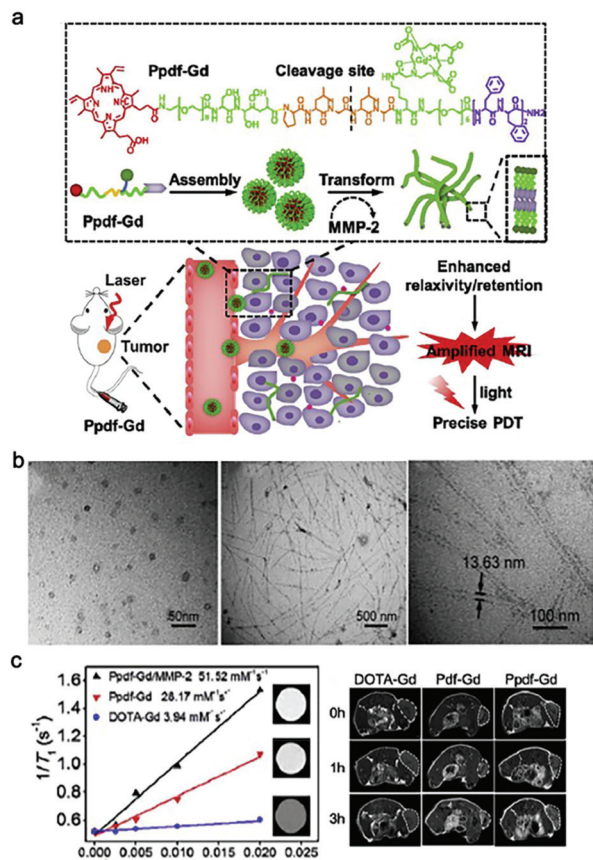 a
Ppdf-Gd
Cleavage site
Ppdf-Gd
Assembly
Transform
MMP-2
Laser
Tumor
Ppdf-Gd
Enhanced
relaxivity/retention
Amplified MRI
light
Precise PDT
b
50nm
500 nm
13.63 nm
100 nm
c
Ppdf-Gd/MMP-2 51.52 mM⁻¹s⁻¹
Ppdf-Gd 28.17 mM⁻¹s⁻¹
DOTA-Gd 3.94 mM⁻¹s⁻¹
1/T₁ (s⁻¹)
1.6
1.4
1.2
1.0
0.8
0.6
0.000 0.005 0.010 0.015 0.020 0.025
DOTA-Gd Pdf-Gd Ppdf-Gd
0h
1h
3h